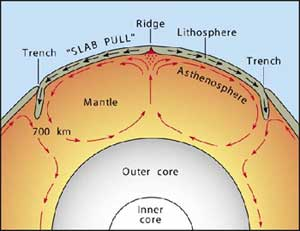 Ridge
Lithosphere
"SLAB PULL"
Trench
Trench
Asthenosphere
Mantle
700 km
Outer core
Inner
core